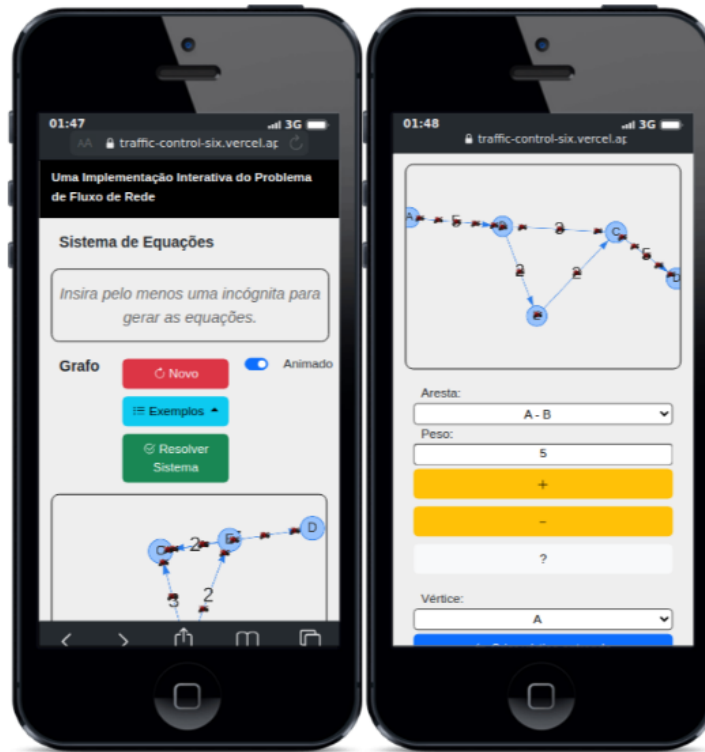 01:47
3G
AA traffic-control-six.vercel.ap
Uma Implementação Interativa do Problema
de Fluxo de Rede
Sistema de Equações
Insira pelo menos uma incógnita para
gerar as equações.
Grafo
Novo
Animado
Exemplos
Resolver
Sistema
2
D
3
2
01:48
3G
traffic-control-six.vercel.ap
A
5
3
C
5
2
2
Aresta:
A - B
Peso:
5
+
-
?
Vértice:
A